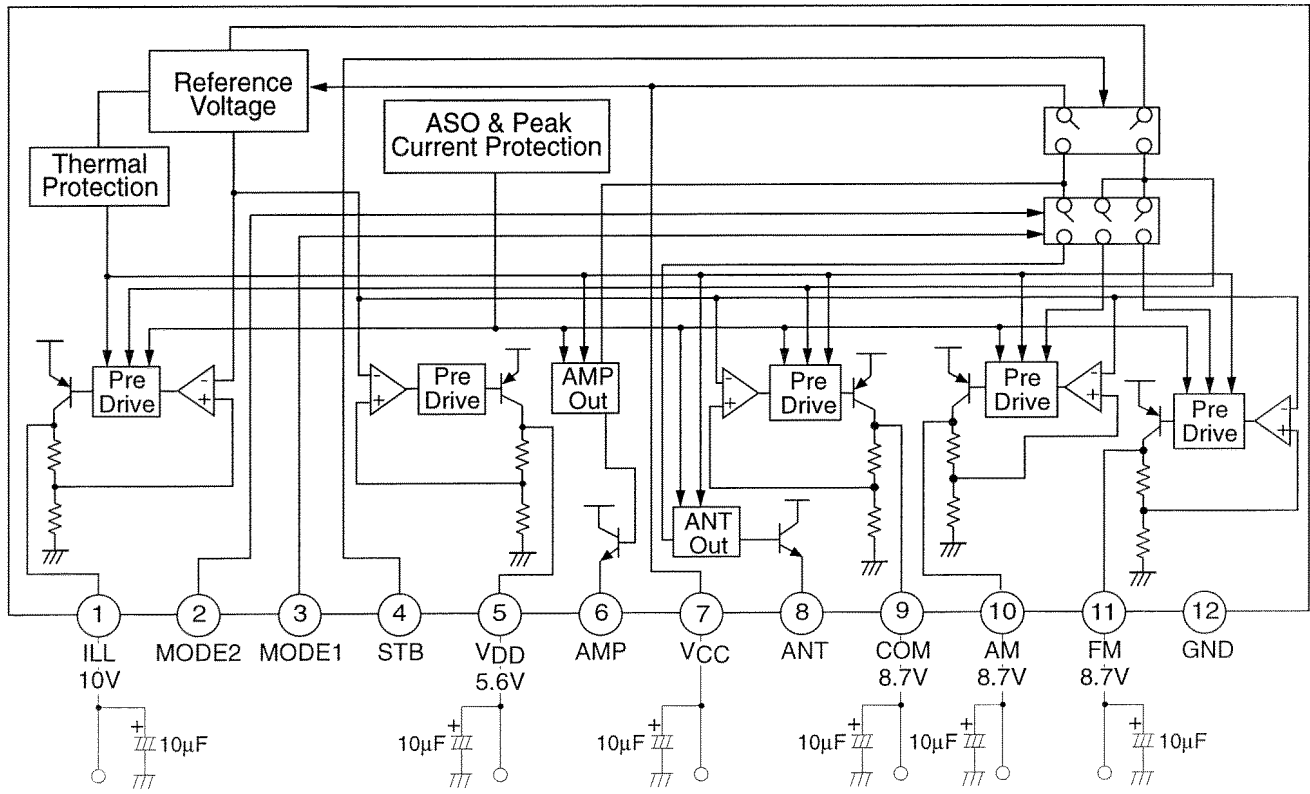 Reference
Voltage
ASO & Peak
Current Protection
Thermal
Protection
Pre
Drive
-
+
-
+
Pre
Drive
AMP
Out
-
+
Pre
Drive
Pre
Drive
-
+
Pre
Drive
-
+
ANT
Out
1
2
3
4
5
6
7
8
9
10
11
12
ILL
MODE2
MODE1
STB
VDD
AMP
VCC
ANT
COM
AM
FM
GND
10V
5.6V
8.7V
8.7V
8.7V
+
10µF
+
10µF
+
10µF
+
10µF
+
10µF
+
10µF